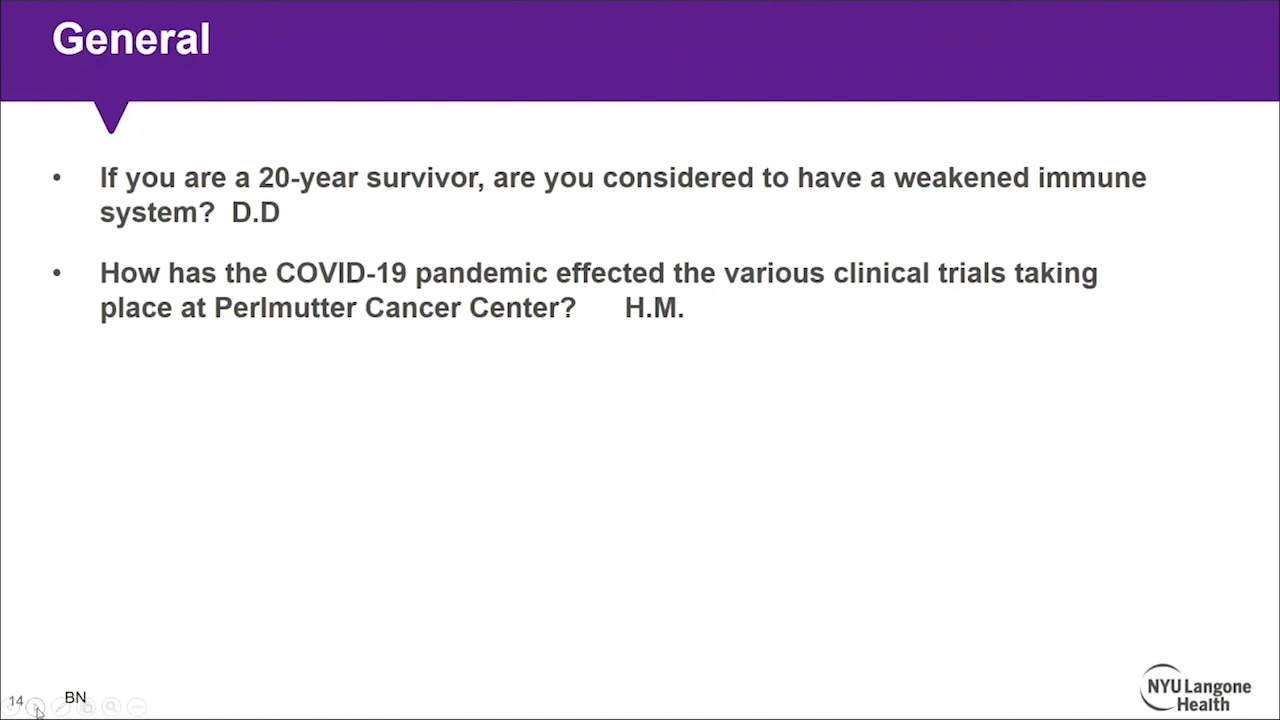 General
• If you are a 20-year survivor, are you considered to have a weakened immune
system? D.D
• How has the COVID-19 pandemic effected the various clinical trials taking
place at Perlmutter Cancer Center? H.M.
14 BN
NYU Langone
Health